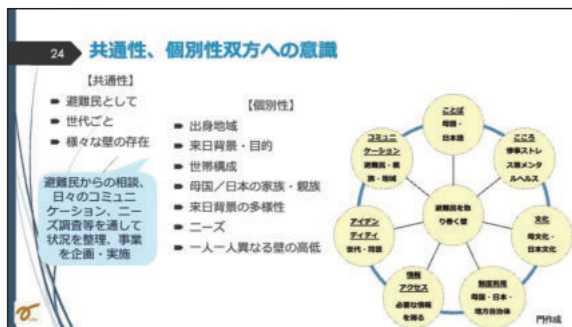 24
共通性、個別性双方への意識
【共通性】
避難民として
世代ごと
様々な壁の存在
避難民からの相談、
日々のコミュニ
ケーション、ニー
ズ調査等を通して
状況を整理、事業
を企画・実施
【個別性】
出身地域
来日背景・目的
世帯構成
母国/日本の家族・親族
来日背景の多様性
ニーズ
一人一人異なる壁の高低
避難民を取
り巻く壁
ことば
母語・
日本語
こころ
惨事ストレ
ス等メンタ
ルヘルス
文化
母文化・
日本文化
制度利用
母国・日本・
地方自治体
情報
アクセス
必要な情報
を得る
アイデン
ティティ
世代・背景
コミュニ
ケーション
避難民・親
族・地域
門作成